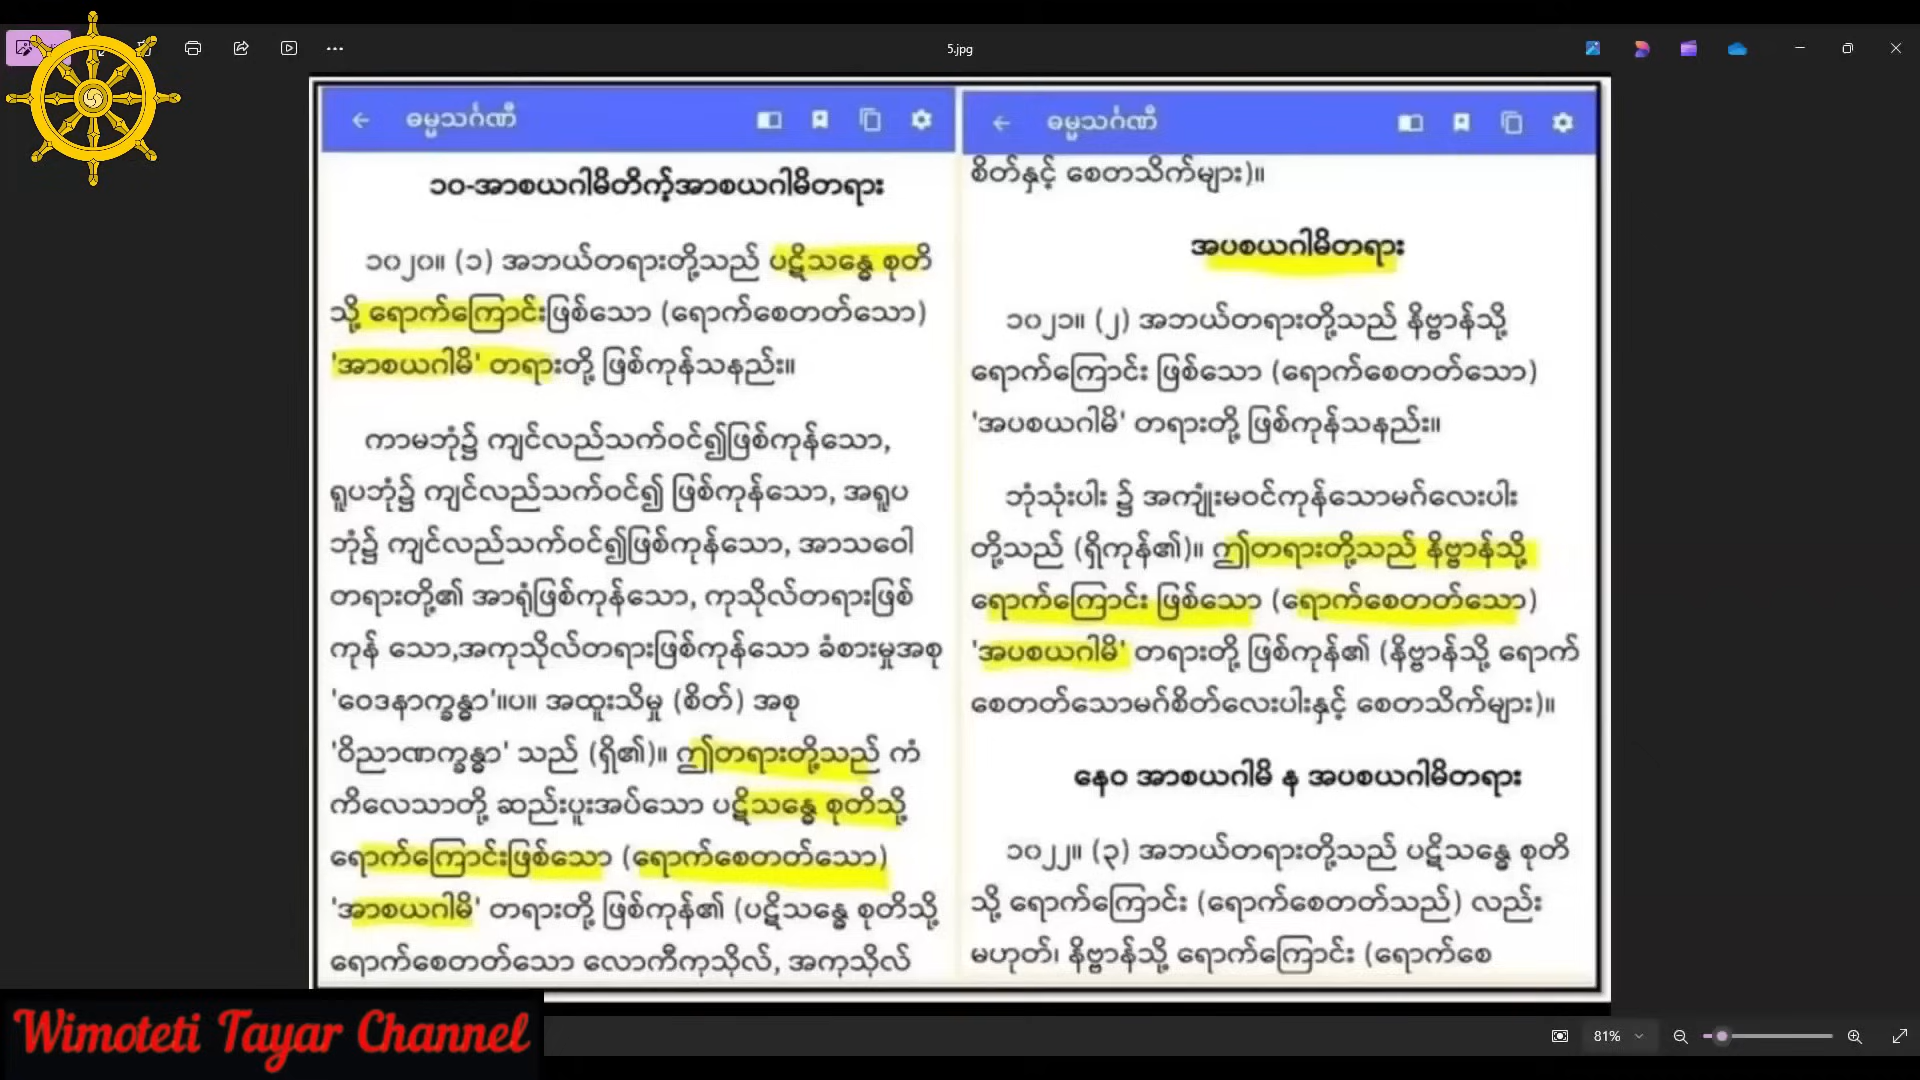 5.jpg
ဓမ္မသင်္ဂဏီ
၁၀-အာစယဂါမိတိက်အာစယဂါမိတရား
၁၀၂၀။ (၁) အဘယ်တရားတို့သည် ပဋိသန္ဓေ စုတိ
သို့ ရောက်ကြောင်းဖြစ်သော (ရောက်စေတတ်သော)
'အာစယဂါမိ' တရားတို့ ဖြစ်ကုန်သနည်း။
ကာမဘုံ၌ ကျင်လည်သက်ဝင်၍ဖြစ်ကုန်သော,
ရူပဘုံ၌ ကျင်လည်သက်ဝင်၍ ဖြစ်ကုန်သော, အရူပ
ဘုံ၌ ကျင်လည်သက်ဝင်၍ဖြစ်ကုန်သော, အာသဝေါ
တရားတို့၏ အာရုံဖြစ်ကုန်သော, ကုသိုလ်တရားဖြစ်
ကုန် သော,အကုသိုလ်တရားဖြစ်ကုန်သော ခံစားမှုအစု
'ဝေဒနာက္ခန္ဓာ'။ပ။ အထူးသိမှု (စိတ်) အစု
'ဝိညာဏက္ခန္ဓာ' သည် (ရှိ၏)။ ဤတရားတို့သည် ကံ
ကိလေသာတို့ ဆည်းပူးအပ်သော ပဋိသန္ဓေ စုတိသို့
ရောက်ကြောင်းဖြစ်သော (ရောက်စေတတ်သော)
'အာစယဂါမိ' တရားတို့ ဖြစ်ကုန်၏ (ပဋိသန္ဓေ စုတိသို့
ရောက်စေတတ်သော လောကီကုသိုလ်, အကုသိုလ်
ဓမ္မသင်္ဂဏီ
စိတ်နှင့် စေတသိက်များ)။
အပစယဂါမိတရား
၁၀၂၁။ (၂) အဘယ်တရားတို့သည် နိဗ္ဗာန်သို့
ရောက်ကြောင်း ဖြစ်သော (ရောက်စေတတ်သော)
'အပစယဂါမိ' တရားတို့ ဖြစ်ကုန်သနည်း။
ဘုံသုံးပါး ၌ အကျုံးမဝင်ကုန်သောမဂ်လေးပါး
တို့သည် (ရှိကုန်၏)။ ဤတရားတို့သည် နိဗ္ဗာန်သို့
ရောက်ကြောင်း ဖြစ်သော (ရောက်စေတတ်သော)
'အပစယဂါမိ' တရားတို့ ဖြစ်ကုန်၏ (နိဗ္ဗာန်သို့ ရောက်
စေတတ်သောမဂ်စိတ်လေးပါးနှင့် စေတသိက်များ)။
နေဝ အာစယဂါမိ န အပစယဂါမိတရား
၁၀၂၂။ (၃) အဘယ်တရားတို့သည် ပဋိသန္ဓေ စုတိ
သို့ ရောက်ကြောင်း (ရောက်စေတတ်သည်) လည်း
မဟုတ်၊ နိဗ္ဗာန်သို့ ရောက်ကြောင်း (ရောက်စေ
Wimoteti Tayar Channel
81%